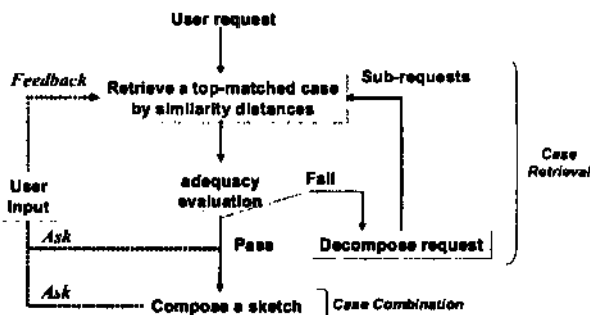 User request
Feedback
Retrieve a top-matched case
by similarity distances
Sub-requests
Case
Retrieval
User
Input
adequacy
evaluation
Fail
Ask
Pass
Decompose request
Ask
Compose a sketch
Case Combination